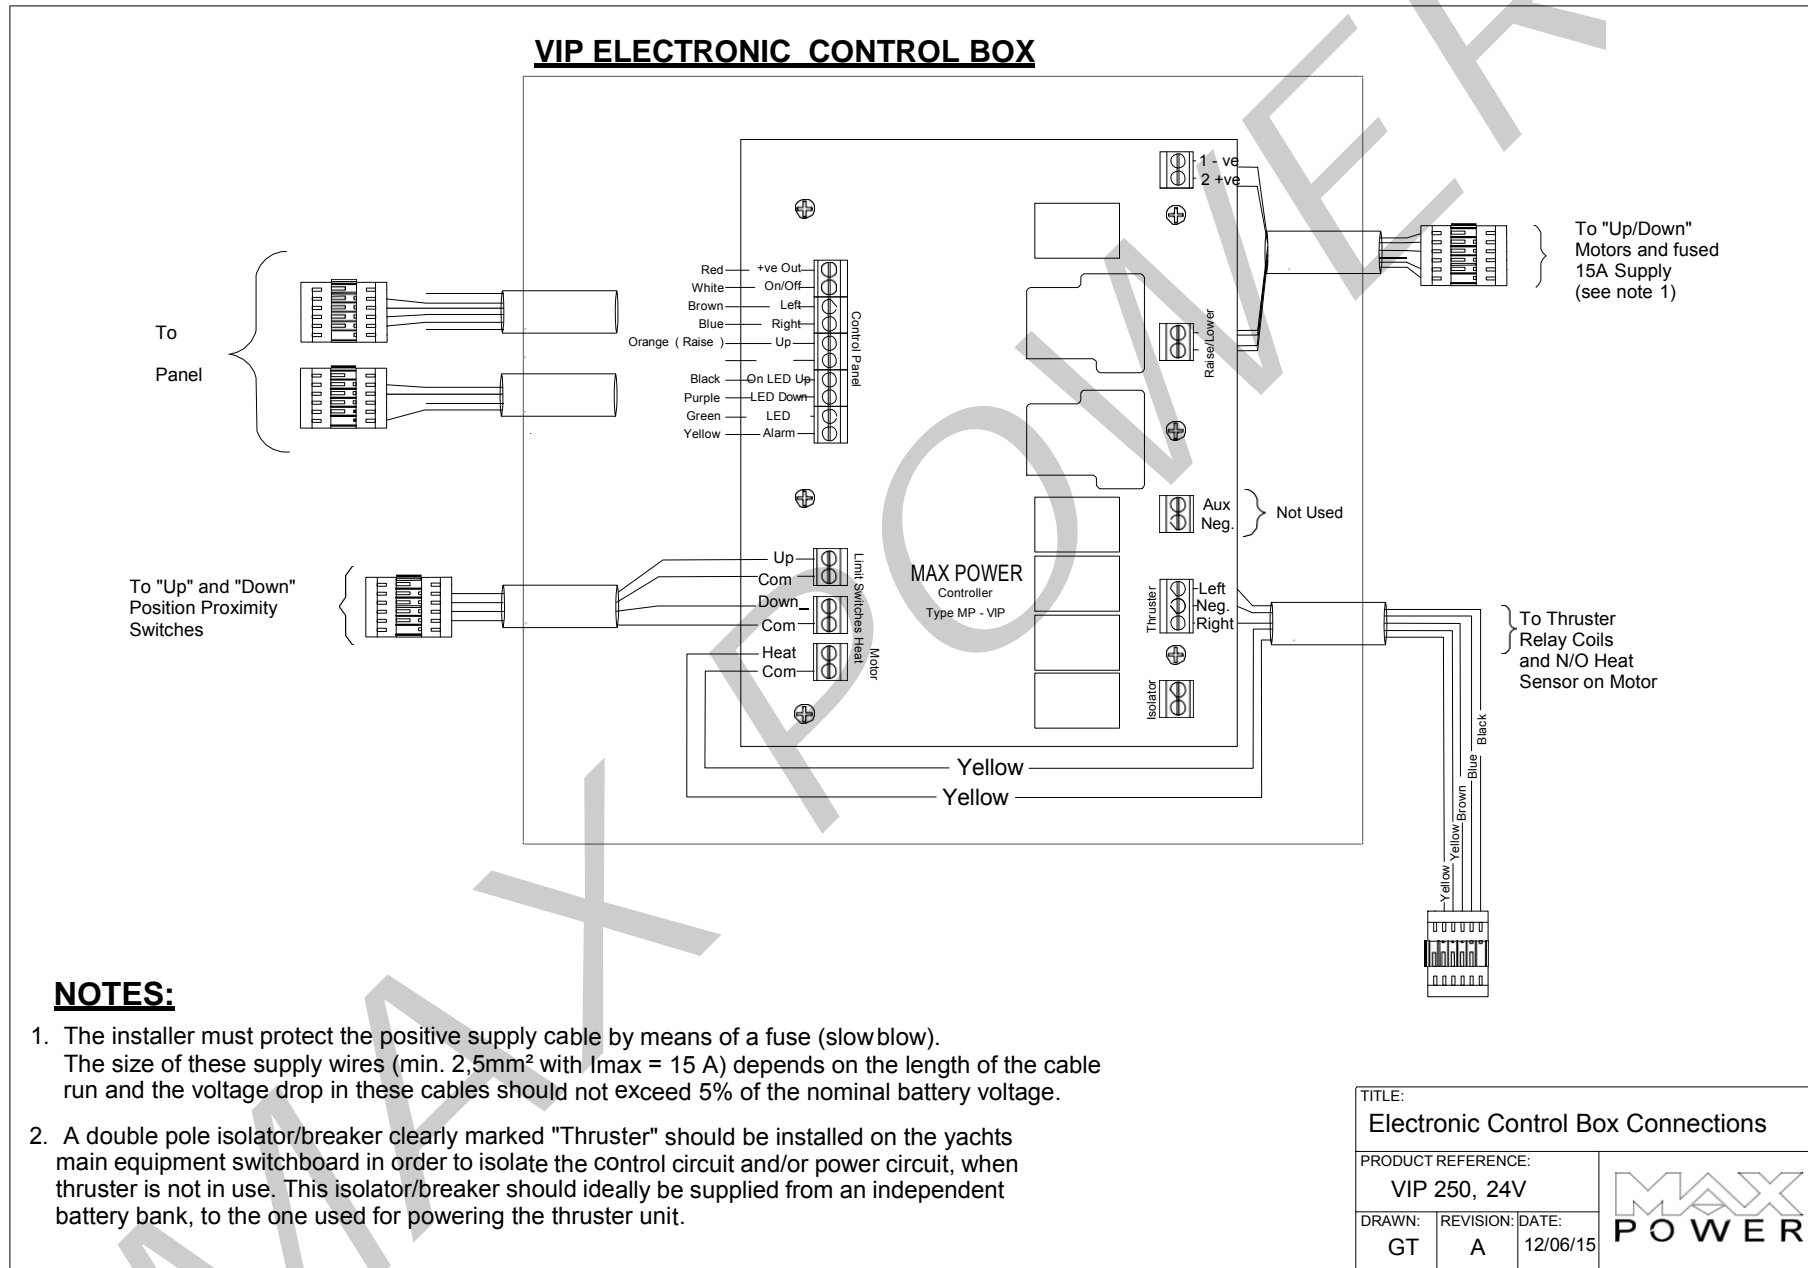 VIP ELECTRONIC CONTROL BOX
1 - ve
2 +ve
To "Up/Down"
Motors and fused
15A Supply
(see note 1)
Raise/Lower
To
Panel
Red +ve Out
White On/Off
Brown Left
Blue Right
Orange ( Raise ) Up
Black On LED Up
Purple LED Down
Green LED
Yellow Alarm
Control Panel
Aux
Neg.
Not Used
To "Up" and "Down"
Position Proximity
Switches
Up
Com
Down
Com
Heat
Com
Limit Switches Heat
Motor
MAX POWER
Controller
Type MP - VIP
Thruster
Left
Neg.
Right
Isolator
To Thruster
Relay Coils
and N/O Heat
Sensor on Motor
Yellow
Yellow
Yellow
Yellow
Brown
Blue
Black
NOTES:
1. The installer must protect the positive supply cable by means of a fuse (slowblow).
The size of these supply wires (min. 2,5mm² with Imax = 15 A) depends on the length of the cable
run and the voltage drop in these cables should not exceed 5% of the nominal battery voltage.
2. A double pole isolator/breaker clearly marked "Thruster" should be installed on the yachts
main equipment switchboard in order to isolate the control circuit and/or power circuit, when
thruster is not in use. This isolator/breaker should ideally be supplied from an independent
battery bank, to the one used for powering the thruster unit.
TITLE:
Electronic Control Box Connections
PRODUCT REFERENCE:
VIP 250, 24V
DRAWN:
GT
REVISION:
A
DATE:
12/06/15
MAX
POWER
MAX POWER